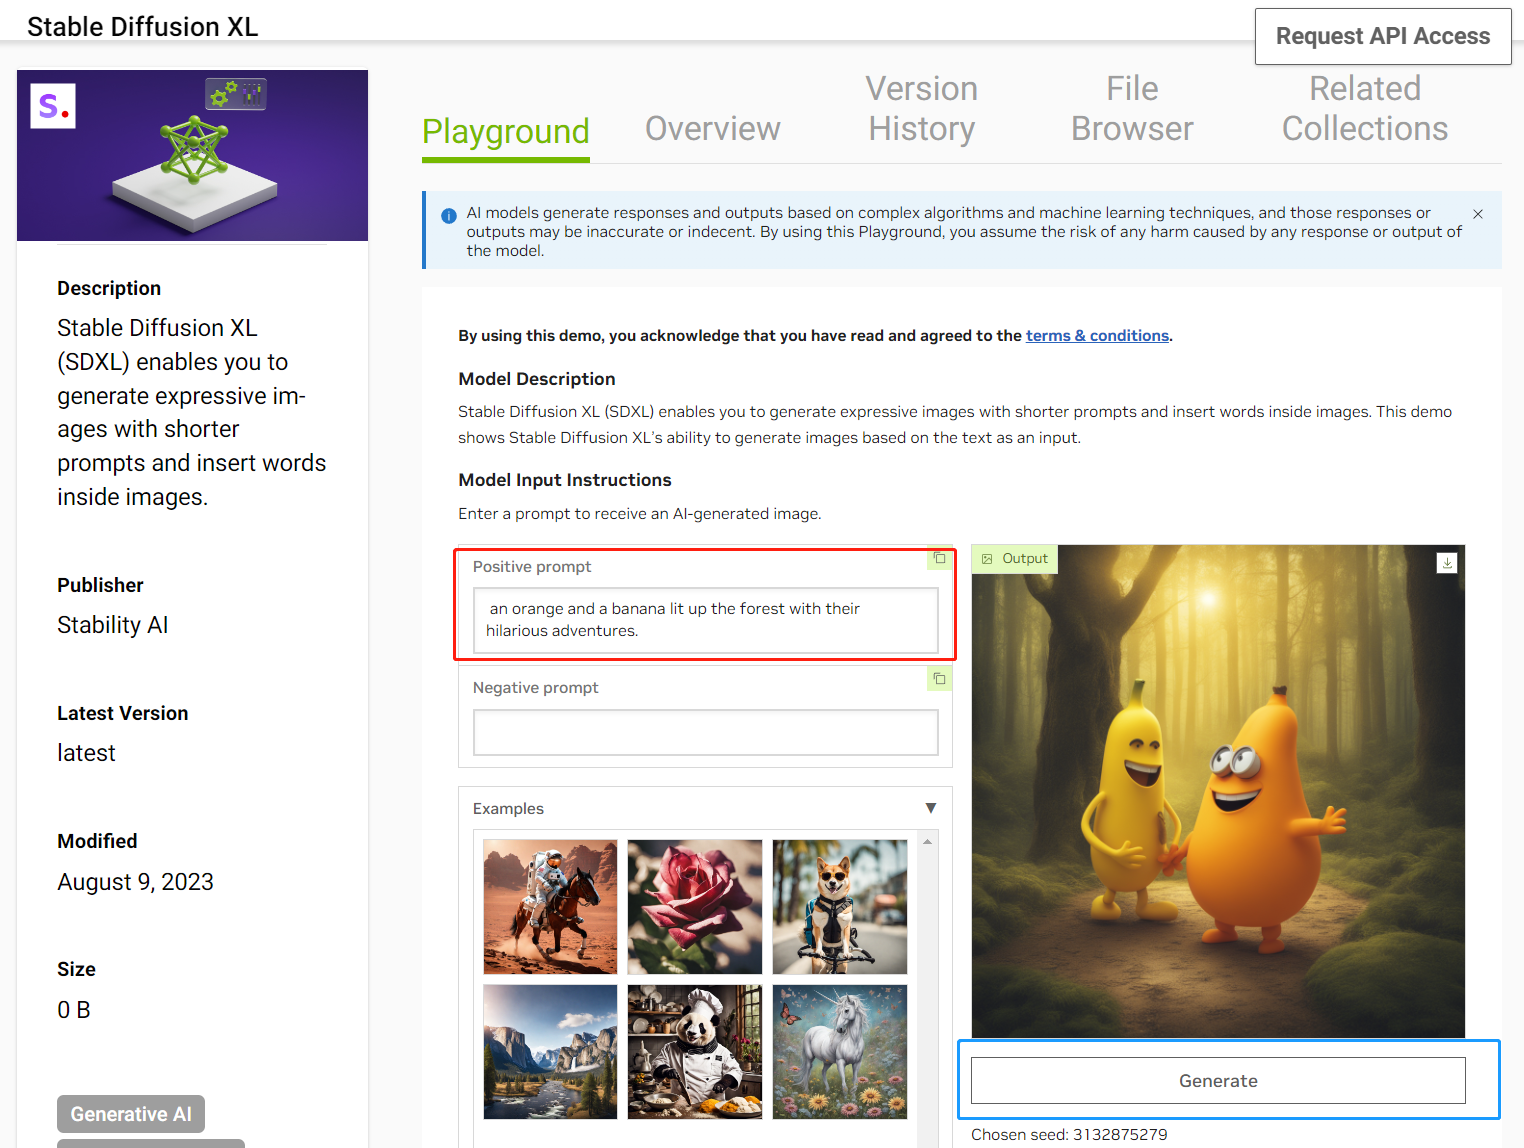 Stable Diffusion XL
Request API Access
S.
Playground
Overview
Version
History
File
Browser
Related
Collections
AI models generate responses and outputs based on complex algorithms and machine learning techniques, and those responses or
outputs may be inaccurate or indecent. By using this Playground, you assume the risk of any harm caused by any response or output of
the model.
Description
Stable Diffusion XL
(SDXL) enables you to
generate expressive im-
ages with shorter
prompts and insert words
inside images.
Publisher
Stability AI
Latest Version
latest
Modified
August 9, 2023
Size
0 B
Generative AI
By using this demo, you acknowledge that you have read and agreed to the terms & conditions.
Model Description
Stable Diffusion XL (SDXL) enables you to generate expressive images with shorter prompts and insert words inside images. This demo
shows Stable Diffusion XL's ability to generate images based on the text as an input.
Model Input Instructions
Enter a prompt to receive an AI-generated image.
Positive prompt
an orange and a banana lit up the forest with their
hilarious adventures.
Negative prompt
Examples
Output
Generate
Chosen seed: 3132875279